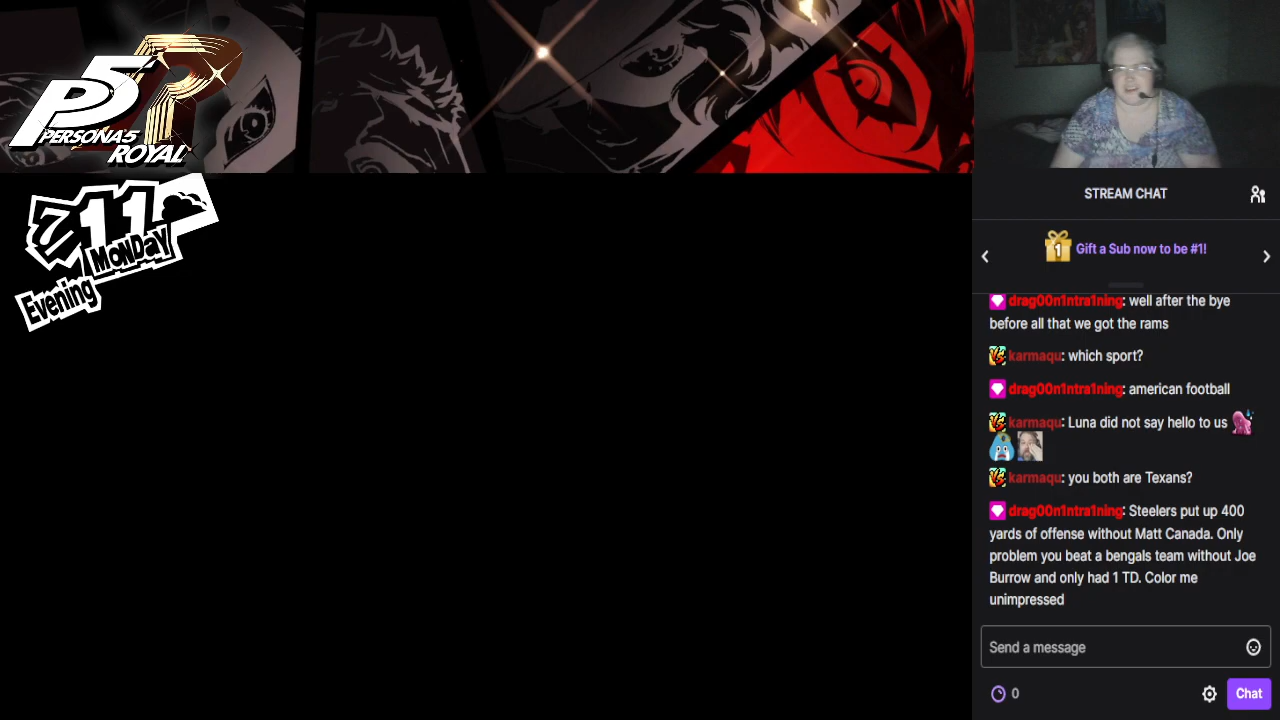 P5R
PERSONA5
ROYAL
7/11
MONDAY
Evening
STREAM CHAT
1
Gift a Sub now to be #1!
drag00n1ntra1ning: well after the bye
before all that we got the rams
karmaqu: which sport?
drag00n1ntra1ning: american football
karmaqu: Luna did not say hello to us
karmaqu: you both are Texans?
drag00n1ntra1ning: Steelers put up 400
yards of offense without Matt Canada. Only
problem you beat a bengals team without Joe
Burrow and only had 1 TD. Color me
unimpressed
Send a message
0
Chat